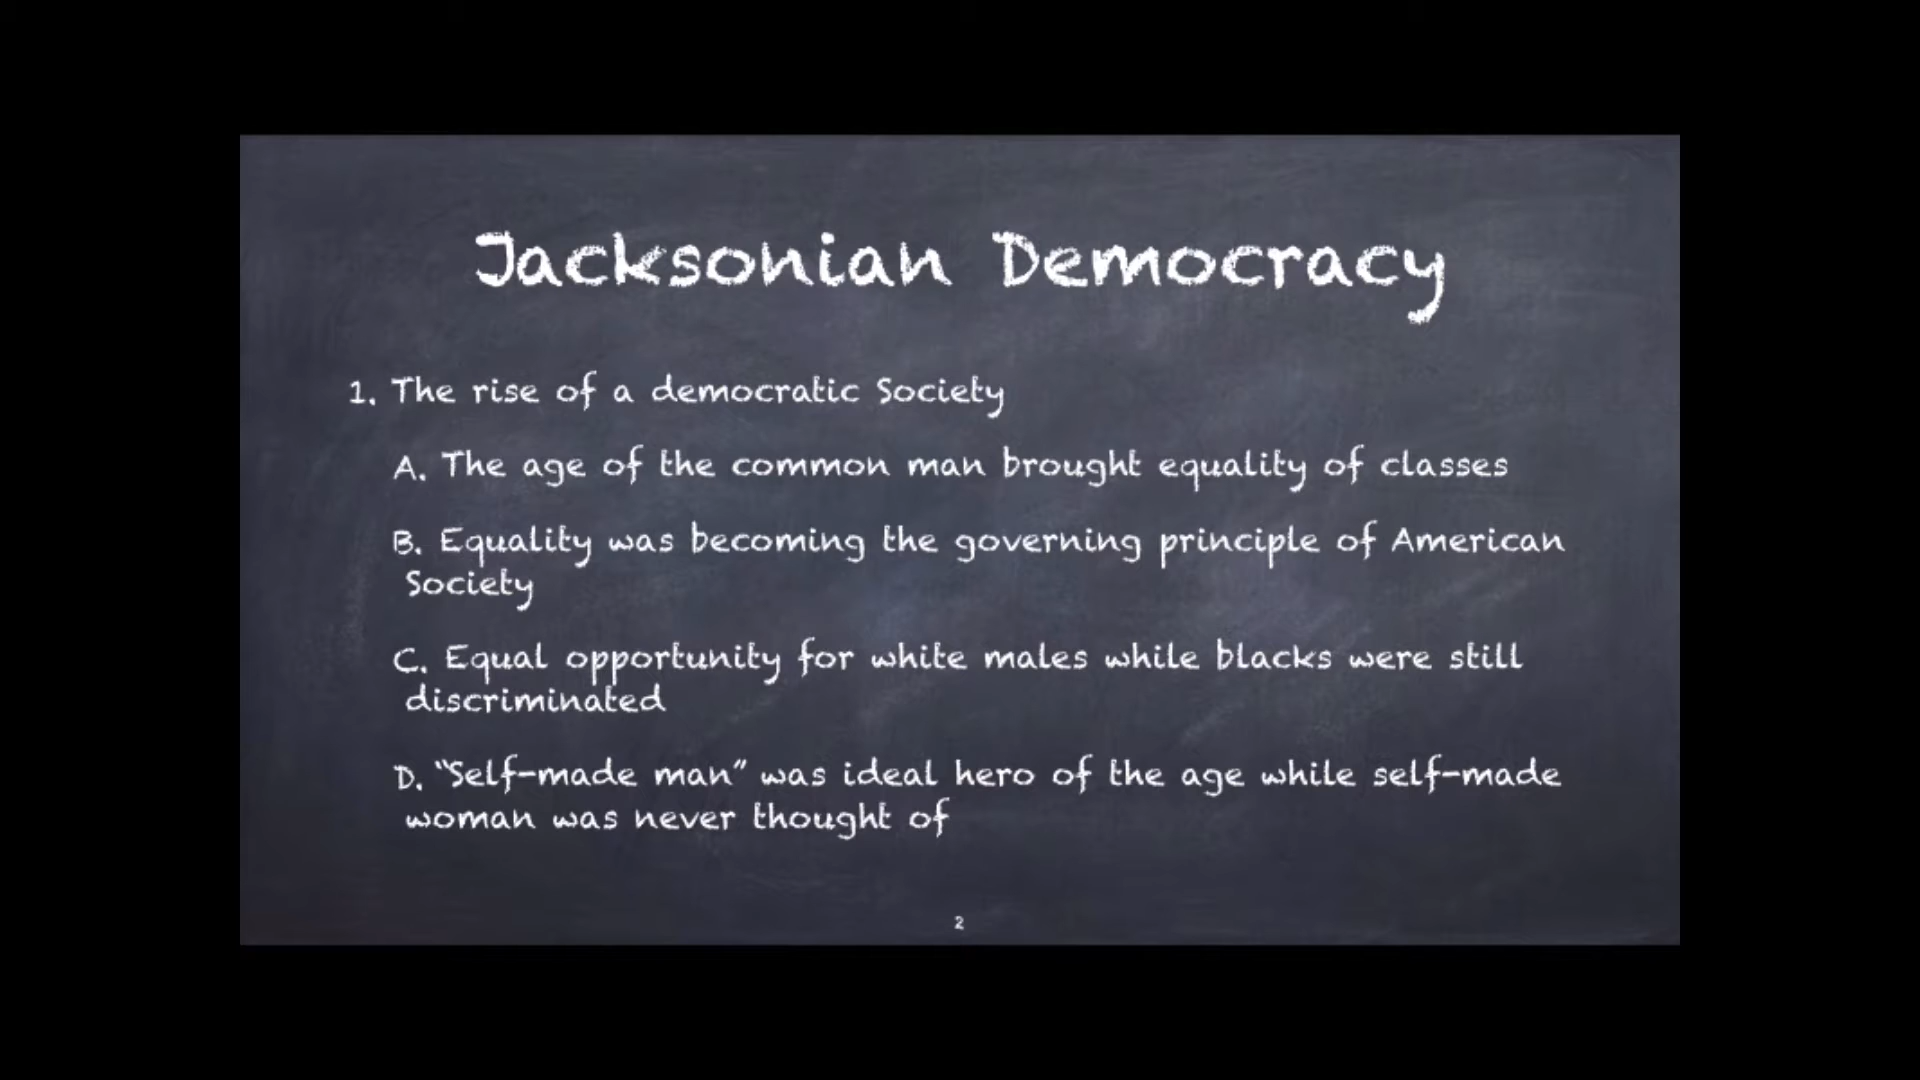 Jacksonian Democracy
1. The rise of a democratic Society
A. The age of the common man brought equality of classes
B. Equality was becoming the governing principle of American
Society
C. Equal opportunity for white males while blacks were still
discriminated
D. “Self-made man” was ideal hero of the age while self-made
woman was never thought of
2